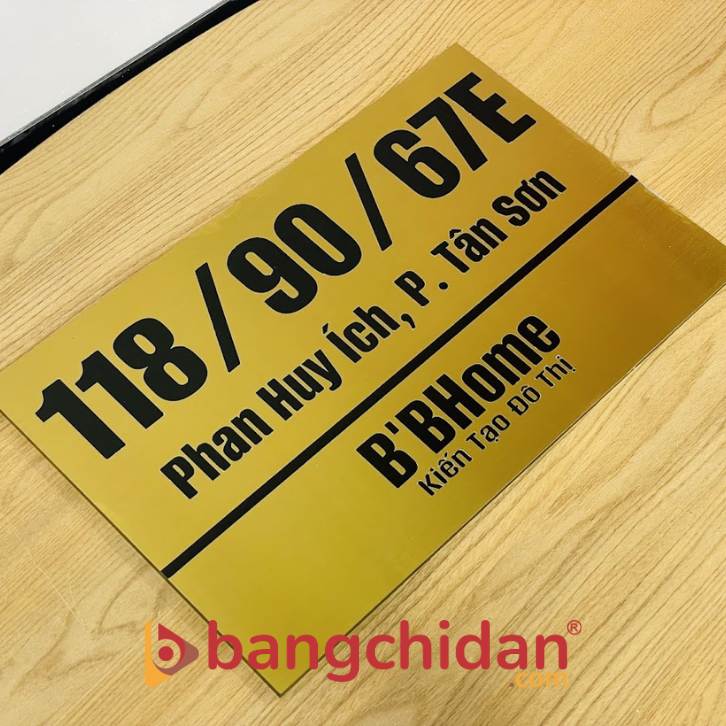 118/90/67E
Phan Huy Ích, P. Tân Sơn
B'BHome
Kiến Tạo Đô Thị
bangchidan®
.com